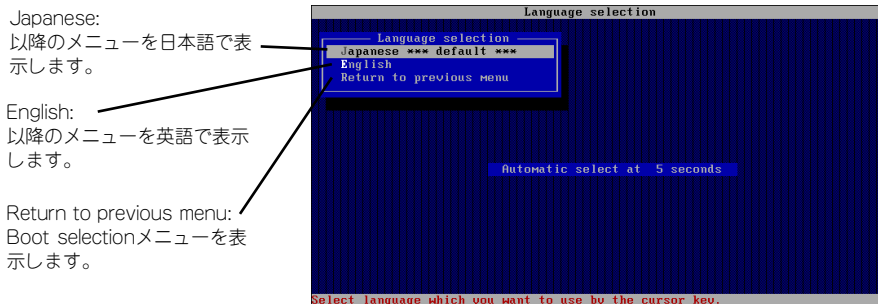 Japanese:
以降のメニューを日本語で表
示します。
English:
以降のメニューを英語で表示
します。
Return to previous menu:
Boot selectionメニューを表
示します。
Language selection
Language selection
Japanese *** default ***
English
Return to previous menu
Automatic select at 5 seconds
Select language which you want to use by the cursor key.